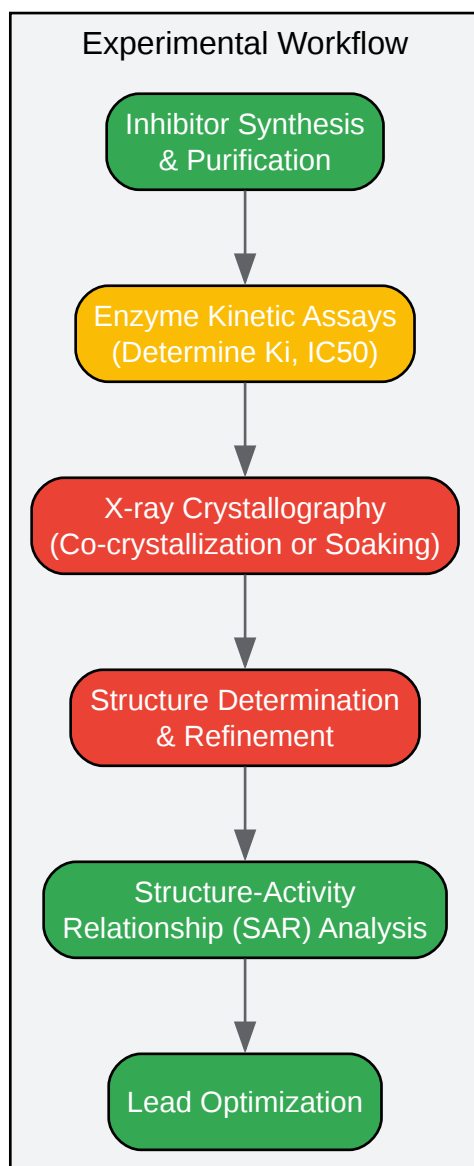 Experimental Workflow
Inhibitor Synthesis
& Purification
Enzyme Kinetic Assays
(Determine Ki, IC50)
X-ray Crystallography
(Co-crystallization or Soaking)
Structure Determination
& Refinement
Structure-Activity
Relationship (SAR) Analysis
Lead Optimization